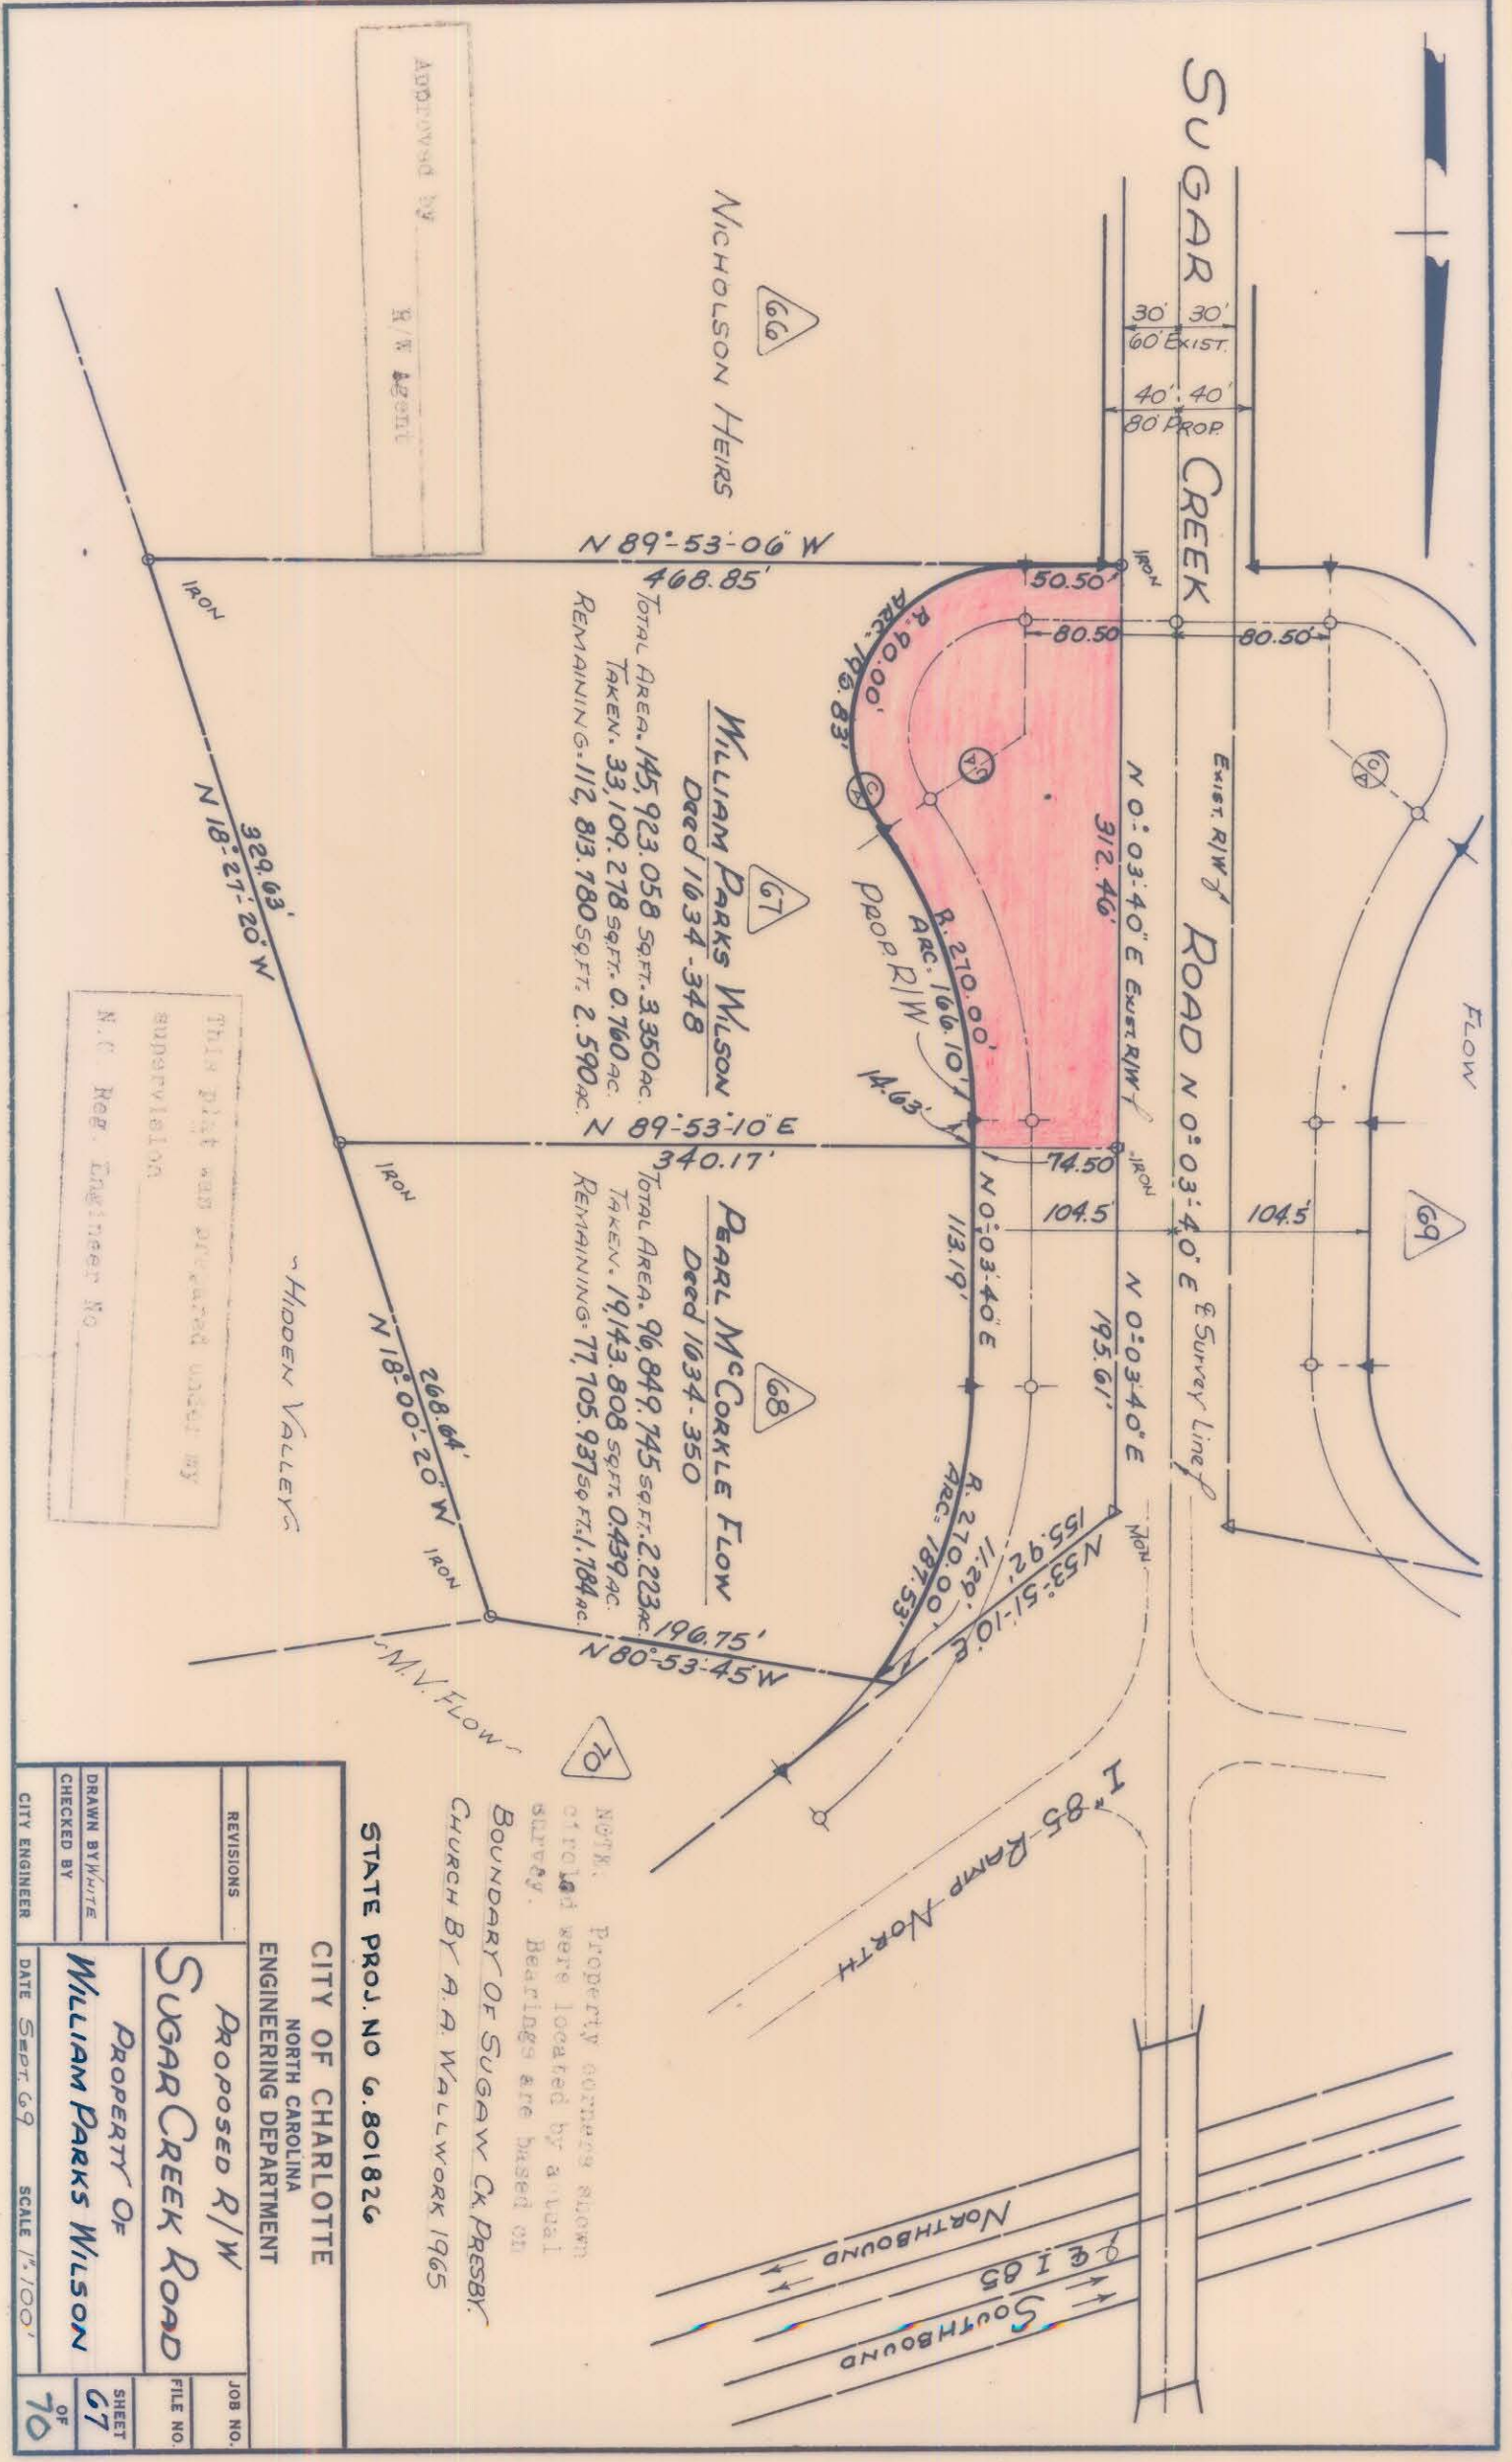 SUGAR CREEK ROAD N 0°-03'-40" E ℄ Survey Line
FLOW
69
30' 30'
60' EXIST.
40' 40'
80' PROP.
EXIST. R/W
80.50
80.50
104.5
104.5
IRON
N 0°-03'-40" E EXIST. R/W
312.46'
IRON
N 0°-03'-40" E
195.61'
MON.
50.50'
C/A
C/A
C/A
R. 90.00'
R. 270.00'
ARC. 166.10'
PROP. R/W
14.63'
74.50
N 0°-03'-40" E
113.19'
R. 270.00'
ARC= 187.53'
11.29'
155.92'
N 53°-51'-10" E
I-85 RAMP NORTH
NORTHBOUND
℄ I 85
SOUTHBOUND
66
NICHOLSON HEIRS
N 89°-53'-06" W
468.85'
67
WILLIAM PARKS WILSON
Deed 1634-348
TOTAL AREA= 145,923.058 SQ.FT.= 3.350 AC.
TAKEN= 33,109.278 SQ.FT.= 0.760 AC.
REMAINING= 112,813.780 SQ.FT.= 2.590 AC.
N 89°-53'-10" E
340.17'
68
PEARL McCORKLE FLOW
Deed 1634-350
TOTAL AREA= 96,849.745 SQ.FT.= 2.223 AC.
TAKEN= 19,143.808 SQ.FT.= 0.439 AC.
REMAINING= 77,705.937 SQ.FT.= 1.784 AC.
196.75'
N 80°-53'-45" W
70
~M.V. FLOW~
IRON
329.63'
N 18°-27'-20" W
IRON
268.64'
N 18°-00'-20" W
IRON
~HIDDEN VALLEY~
Approved by
R/W Agent
This plat was prepared under my
supervision
N.C. Reg. Engineer No
NOTE: Property corners shown
circled were located by actual
survey. Bearings are based on
BOUNDARY OF SUGAW CK. PRESBY.
CHURCH BY A.A. WALLWORK 1965
STATE PROJ. NO 6.801826
CITY OF CHARLOTTE
NORTH CAROLINA
ENGINEERING DEPARTMENT
REVISIONS
PROPOSED R/W
SUGAR CREEK ROAD
PROPERTY OF
WILLIAM PARKS WILSON
JOB NO.
FILE NO.
SHEET
67
OF
70
DRAWN BY WHITE
CHECKED BY
CITY ENGINEER
DATE SEPT. 69
SCALE 1"=100'